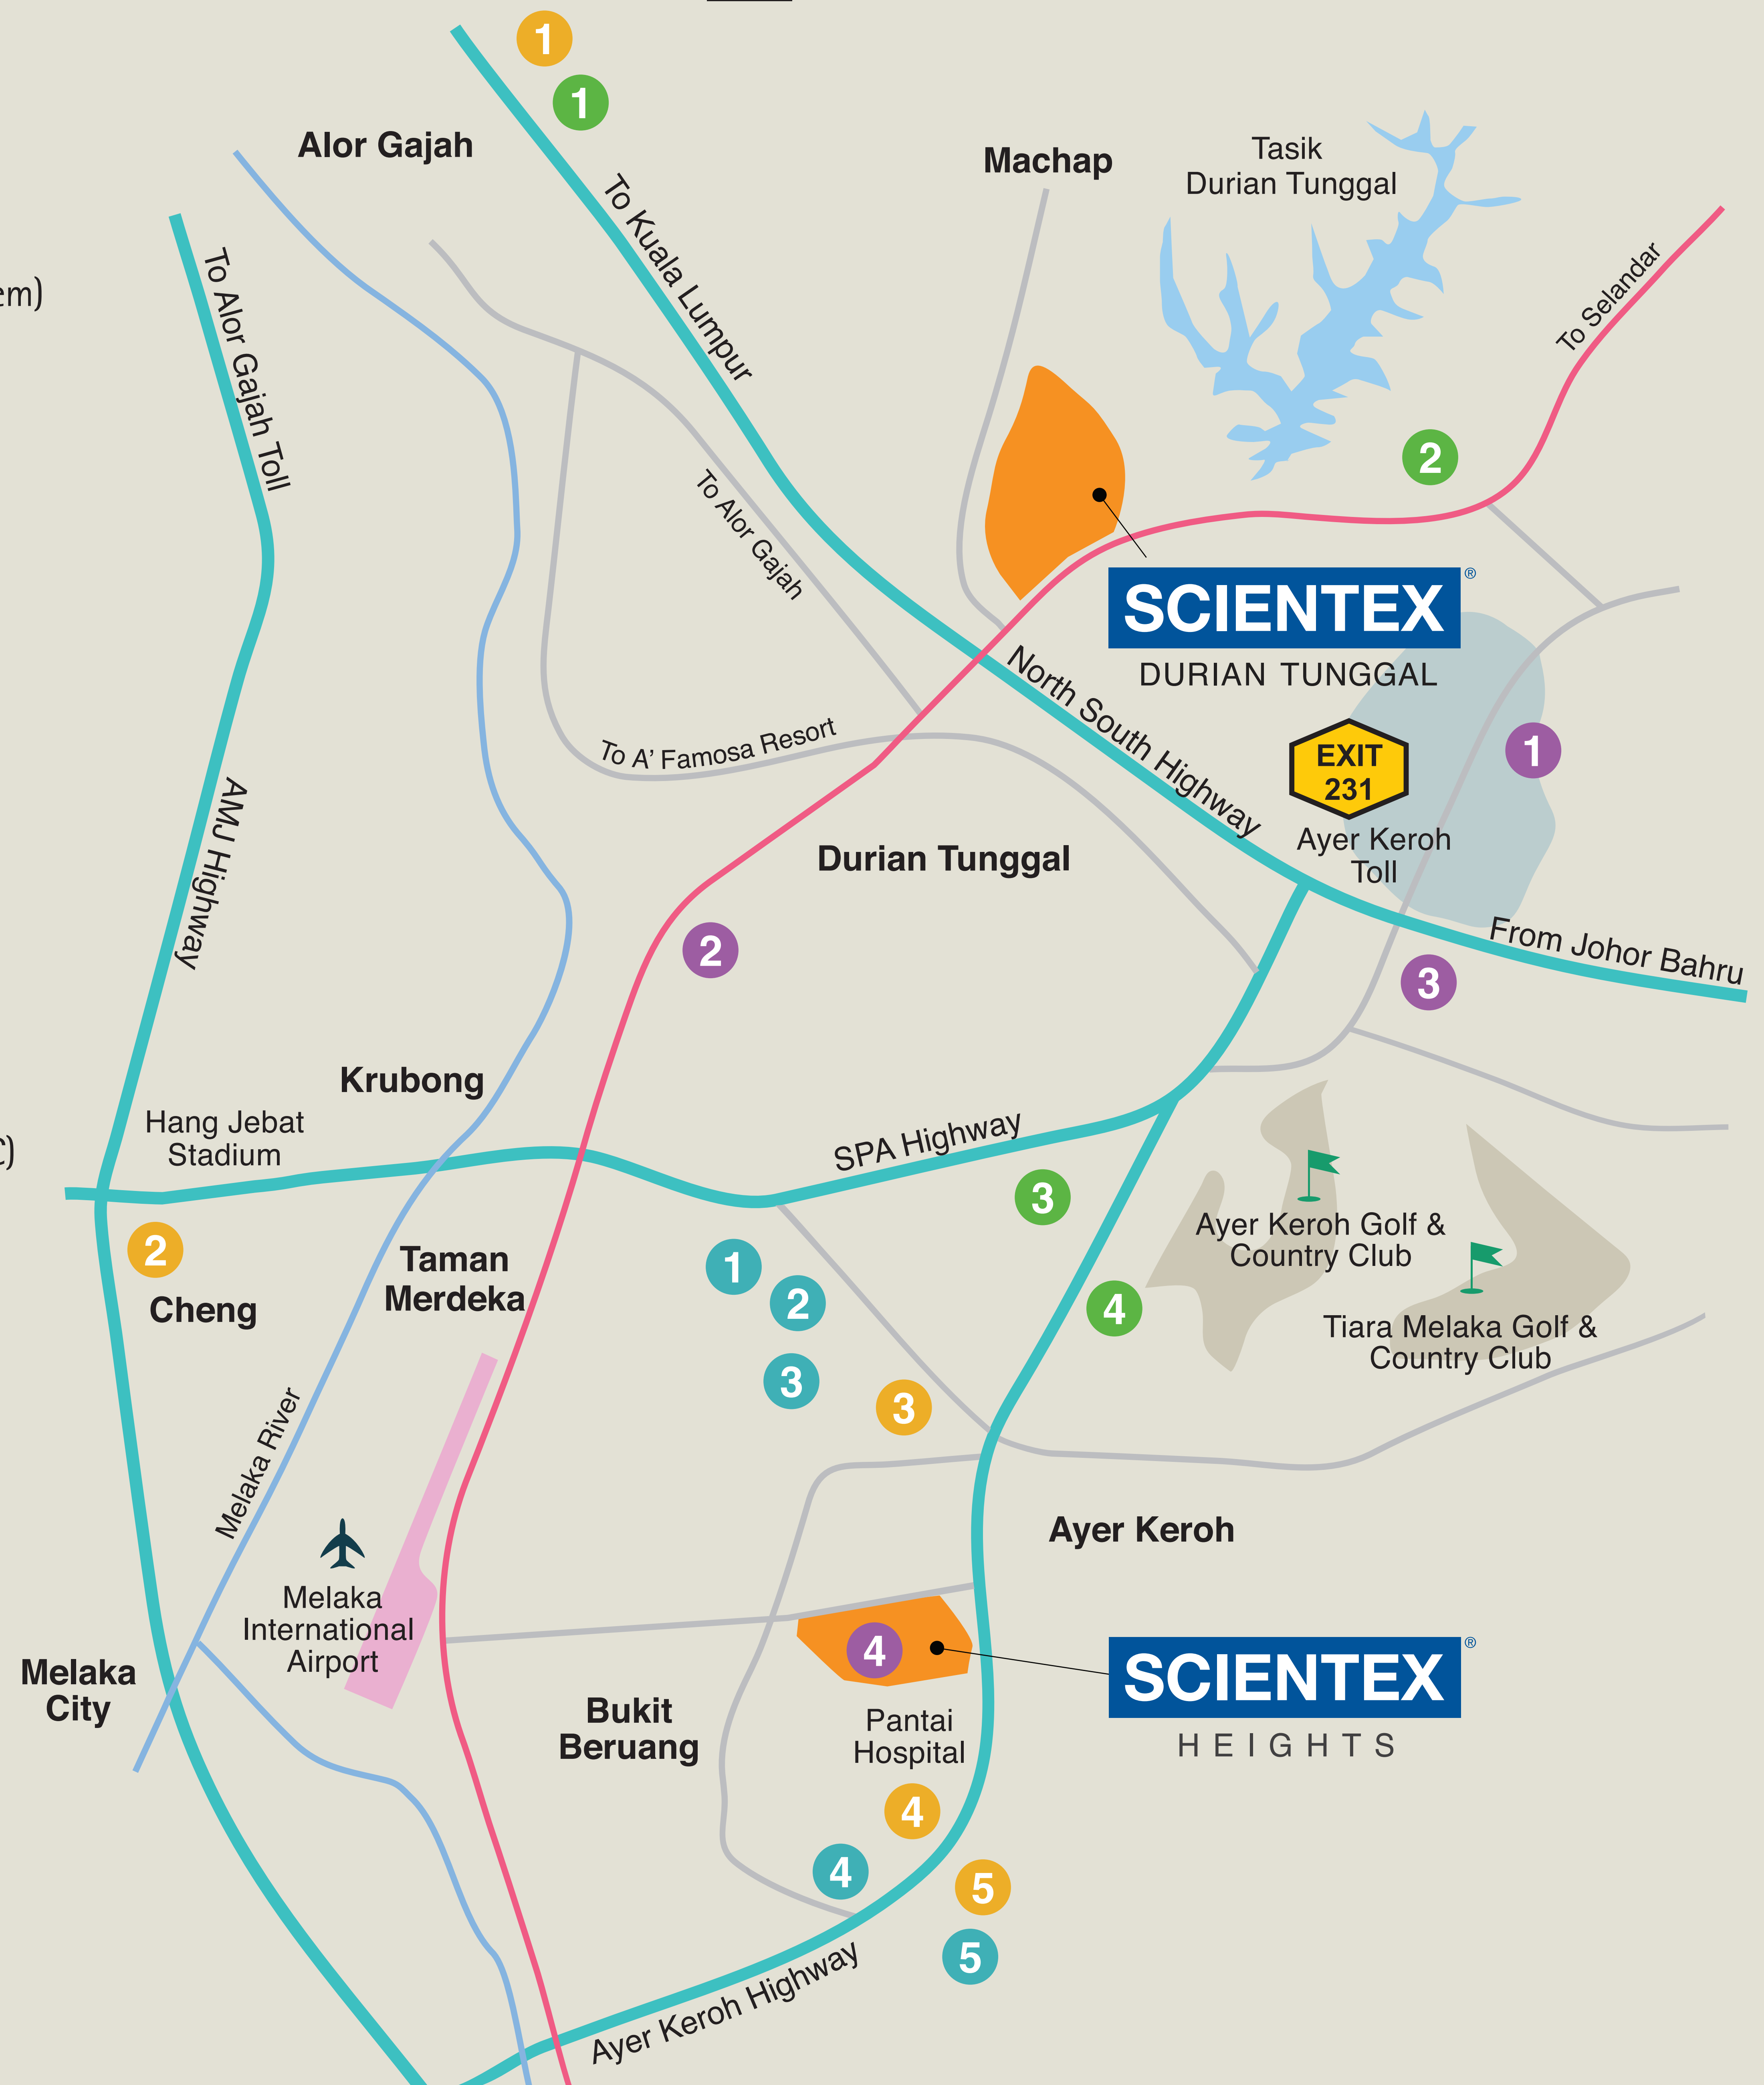 1
1
Alor Gajah
Machap
Tasik
Durian Tunggal
To Kuala Lumpur
To Selandar
To Alor Gajah Toll
em)
2
To Alor Gajah
SCIENTEX®
DURIAN TUNGGAL
North South Highway
To A' Famosa Resort
EXIT
231
1
Ayer Keroh
Toll
AMJ Highway
Durian Tunggal
2
From Johor Bahru
3
Krubong
Hang Jebat
Stadium
C)
SPA Highway
3
Ayer Keroh Golf &
Country Club
2
Cheng
Taman
Merdeka
1
2
3
4
Tiara Melaka Golf &
Country Club
3
Melaka River
Ayer Keroh
Melaka
International
Airport
4
SCIENTEX®
HEIGHTS
Melaka
City
Bukit
Beruang
Pantai
Hospital
4
4
5
5
Ayer Keroh Highway